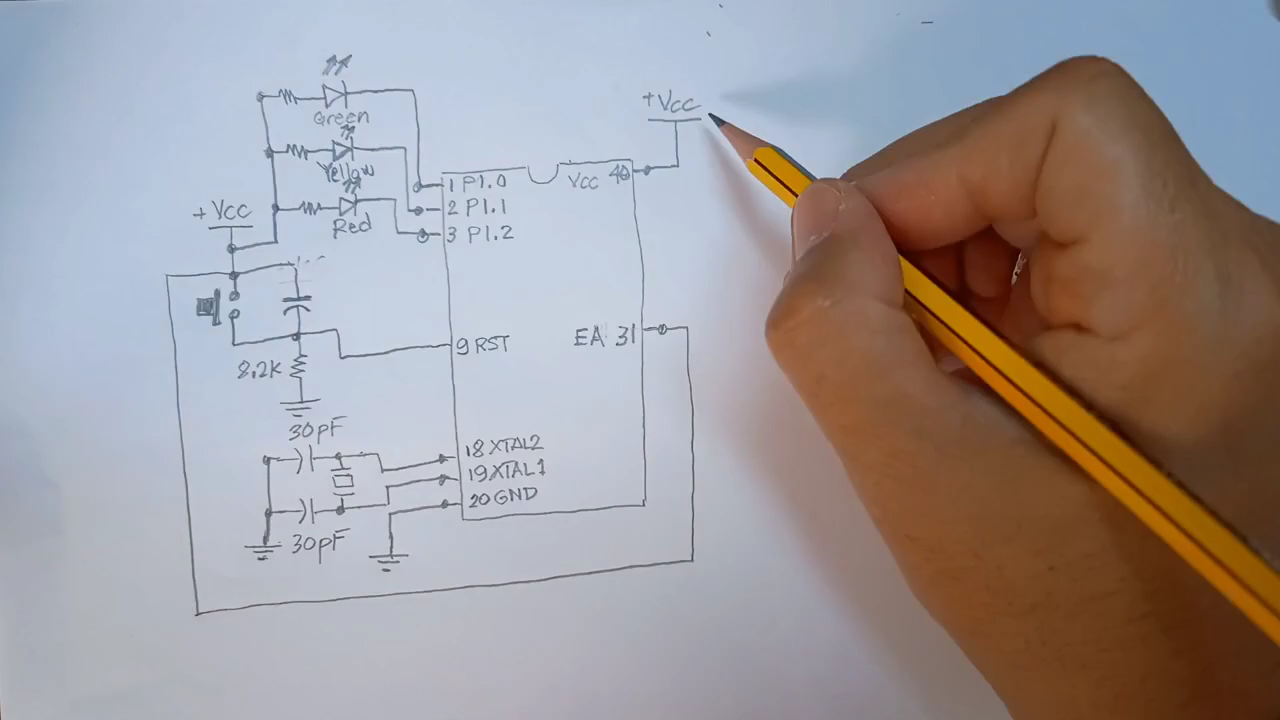 Green
+Vcc
Yellow
1 P1.0
Vcc 40
2 P1.1
+Vcc
Red
3 P1.2
EA 31
9 RST
8.2K
30pF
18 XTAL2
19 XTAL1
20 GND
30pF